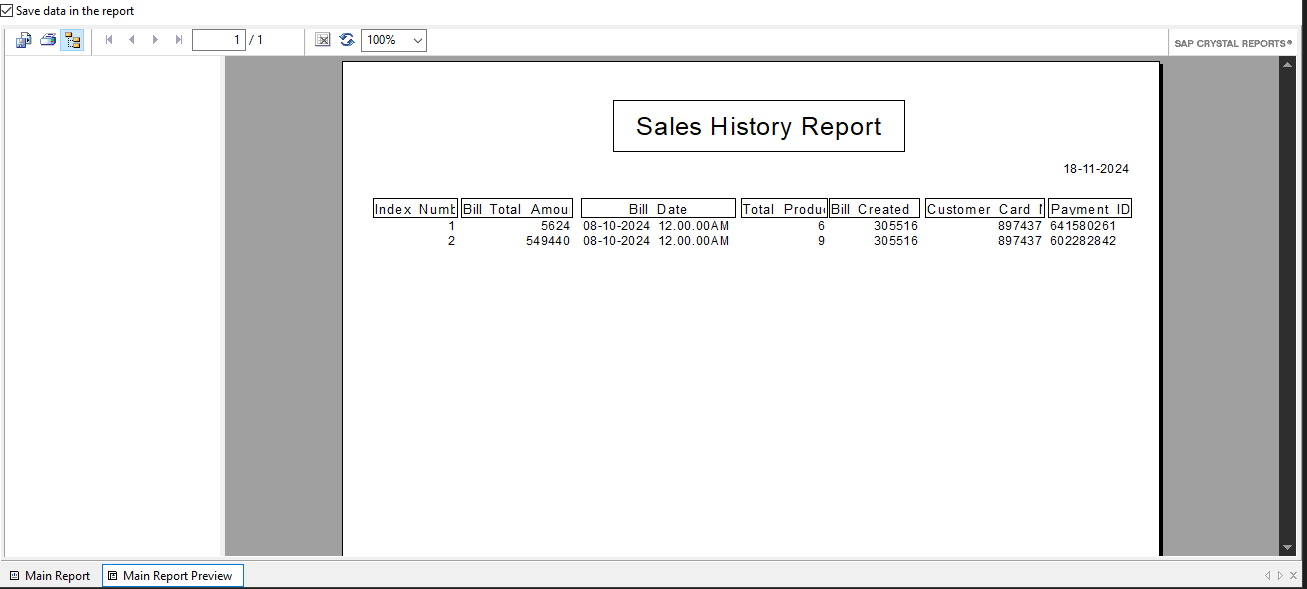 Save data in the report
1 / 1 100% SAP CRYSTAL REPORTS®
Sales History Report
18-11-2024
Index Numb Bill Total Amou Bill Date Total Produ Bill Created Customer Card N Payment ID
1 5624 08-10-2024 12.00.00AM 6 305516 897437 641580261
2 549440 08-10-2024 12.00.00AM 9 305516 897437 602282842
Main Report Main Report Preview